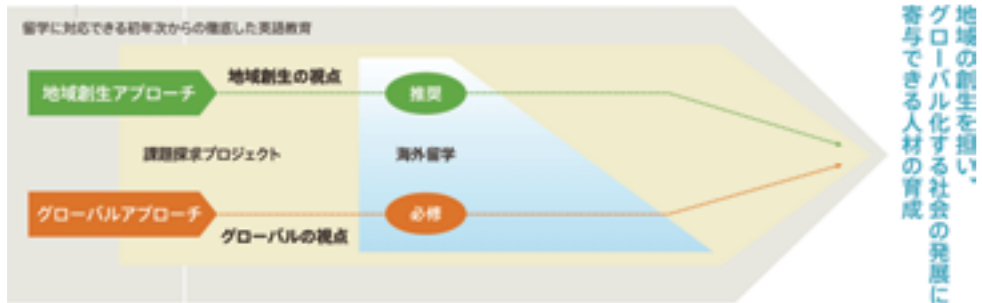 留学に対応できる初年次からの徹底した英語教育
地域創生アプローチ
地域創生の視点
推奨
課題探求プロジェクト
海外留学
グローバルアプローチ
グローバルの視点
必修
地域の創生を担い、
グローバル化する社会の発展に
寄与できる人材の育成